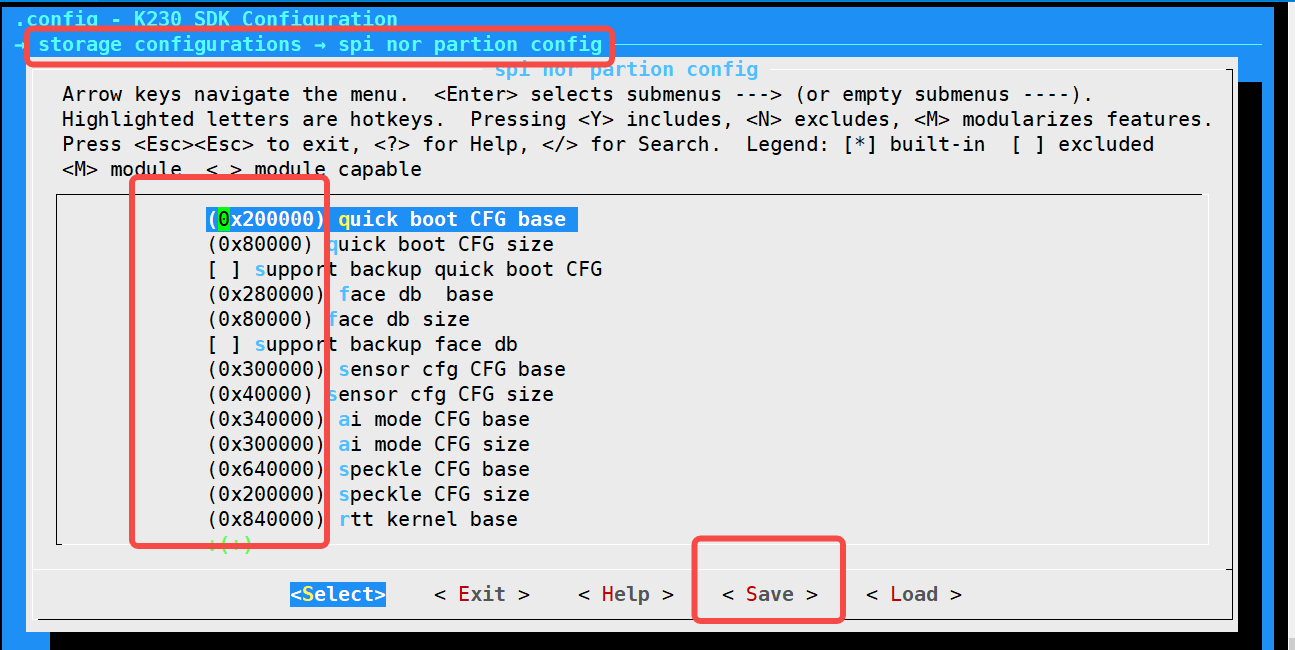 .config - K230 SDK Configuration
→ storage configurations → spi nor partion config
spi nor partion config
Arrow keys navigate the menu.  <Enter> selects submenus ---> (or empty submenus ----).
Highlighted letters are hotkeys.  Pressing <Y> includes, <N> excludes, <M> modularizes features.
Press <Esc><Esc> to exit, <?> for Help, </> for Search.  Legend: [*] built-in  [ ] excluded
<M> module  < > module capable
(0x200000) quick boot CFG base
(0x80000) quick boot CFG size
[ ] support backup quick boot CFG
(0x280000) face db  base
(0x80000) face db size
[ ] support backup face db
(0x300000) sensor cfg CFG base
(0x40000) sensor cfg CFG size
(0x340000) ai mode CFG base
(0x300000) ai mode CFG size
(0x640000) speckle CFG base
(0x200000) speckle CFG size
(0x840000) rtt kernel base
↓(+)
<Select>    < Exit >    < Help >    < Save >    < Load >